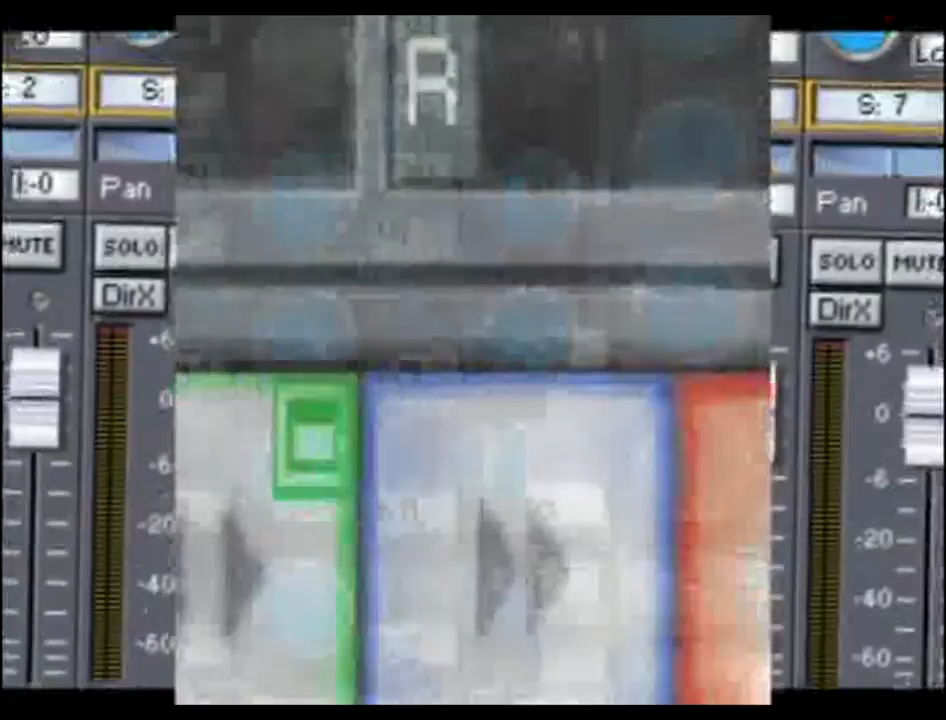 R
: 2
S:
S: 7
I:-0
Pan
Pan
MUTE
SOLO
SOLO
MUTE
DirX
DirX
+6
0
-6
-20
-40
-60
+6
0
-6
-20
-40
-60